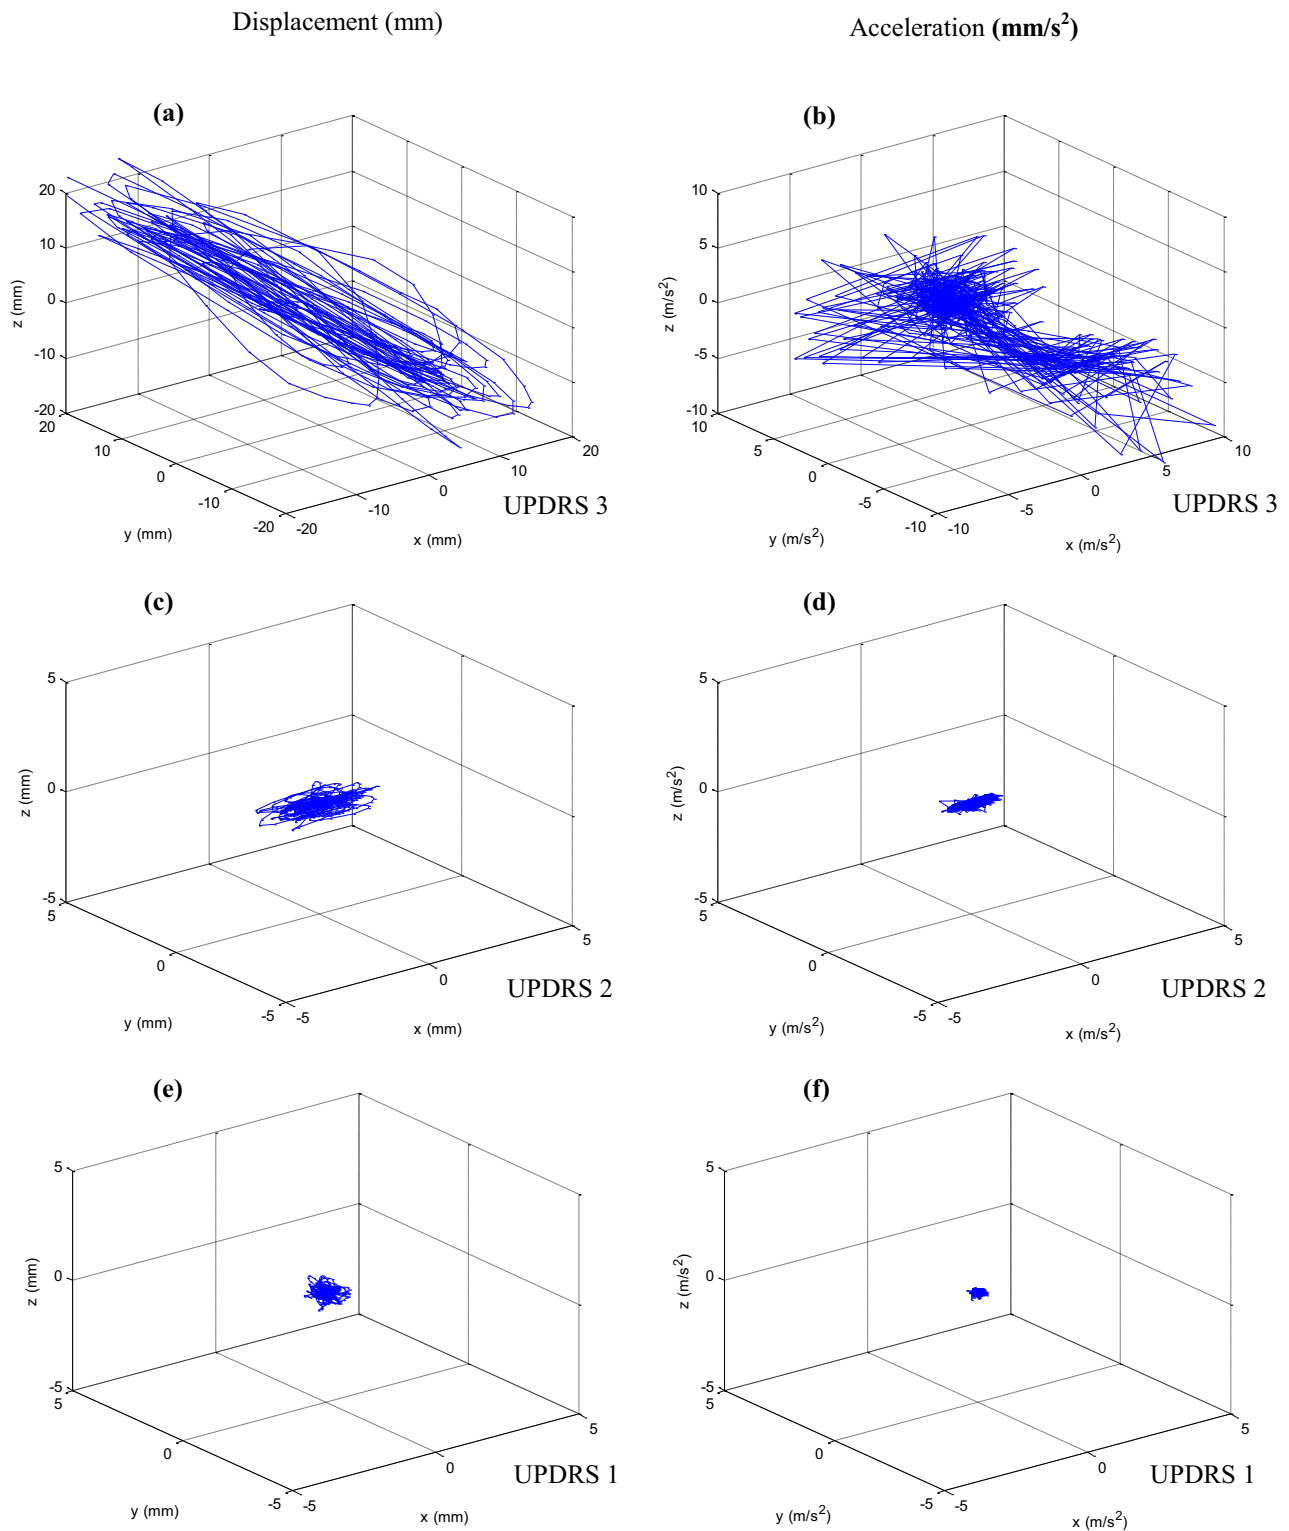 Displacement (mm)
Acceleration (mm/s²)
(a)
20
10
0
-10
-20
z (mm)
20
10
0
-10
-20
y (mm)
-20
-10
0
10
20
x (mm)
UPDRS 3
(b)
10
5
0
-5
-10
z (m/s²)
10
5
0
-5
-10
y (m/s²)
-10
-5
0
5
10
x (m/s²)
UPDRS 3
(c)
5
0
-5
z (mm)
5
0
-5
y (mm)
-5
0
5
x (mm)
UPDRS 2
(d)
5
0
-5
z (m/s²)
5
0
-5
y (m/s²)
-5
0
5
x (m/s²)
UPDRS 2
(e)
5
0
-5
z (mm)
5
0
-5
y (mm)
-5
0
5
x (mm)
UPDRS 1
(f)
5
0
-5
z (m/s²)
5
0
-5
y (m/s²)
-5
0
5
x (m/s²)
UPDRS 1